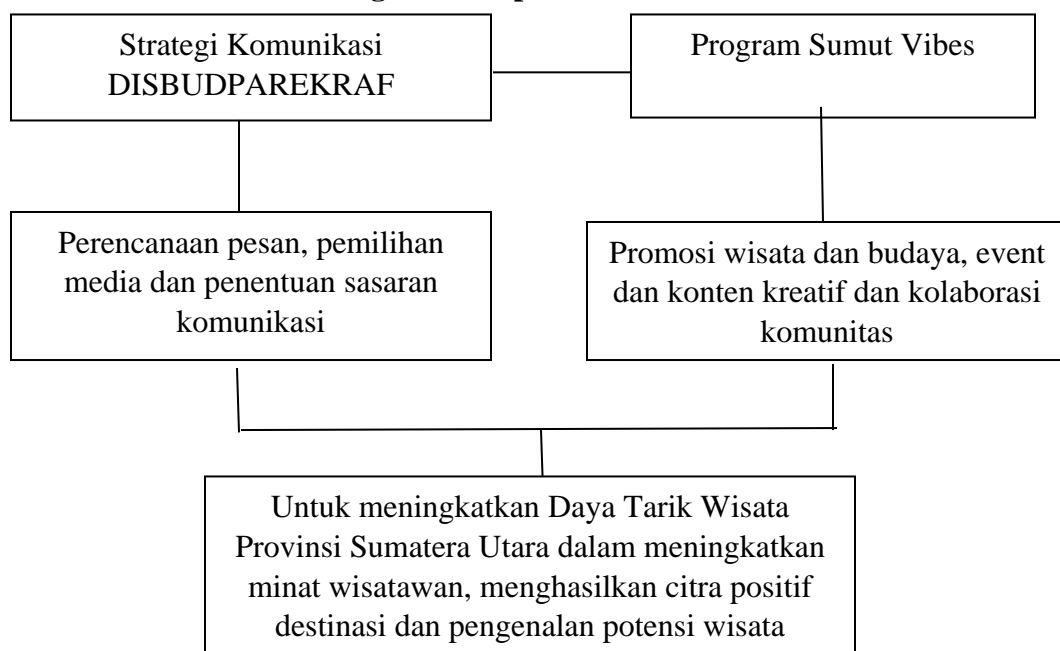 Strategi Komunikasi
DISBUDPAREKRAF
Program Sumut Vibes
Perencanaan pesan, pemilihan
media dan penentuan sasaran
komunikasi
Promosi wisata dan budaya, event
dan konten kreatif dan kolaborasi
komunitas
Untuk meningkatkan Daya Tarik Wisata
Provinsi Sumatera Utara dalam meningkatkan
minat wisatawan, menghasilkan citra positif
destinasi dan pengenalan potensi wisata